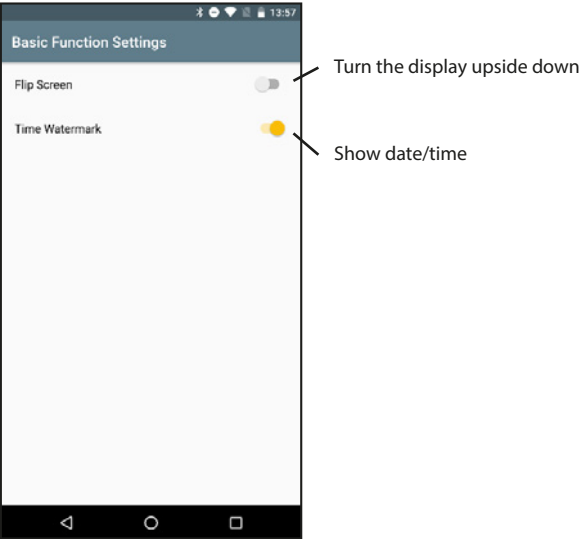 13:57
Basic Function Settings
Flip Screen
Turn the display upside down
Time Watermark
Show date/time